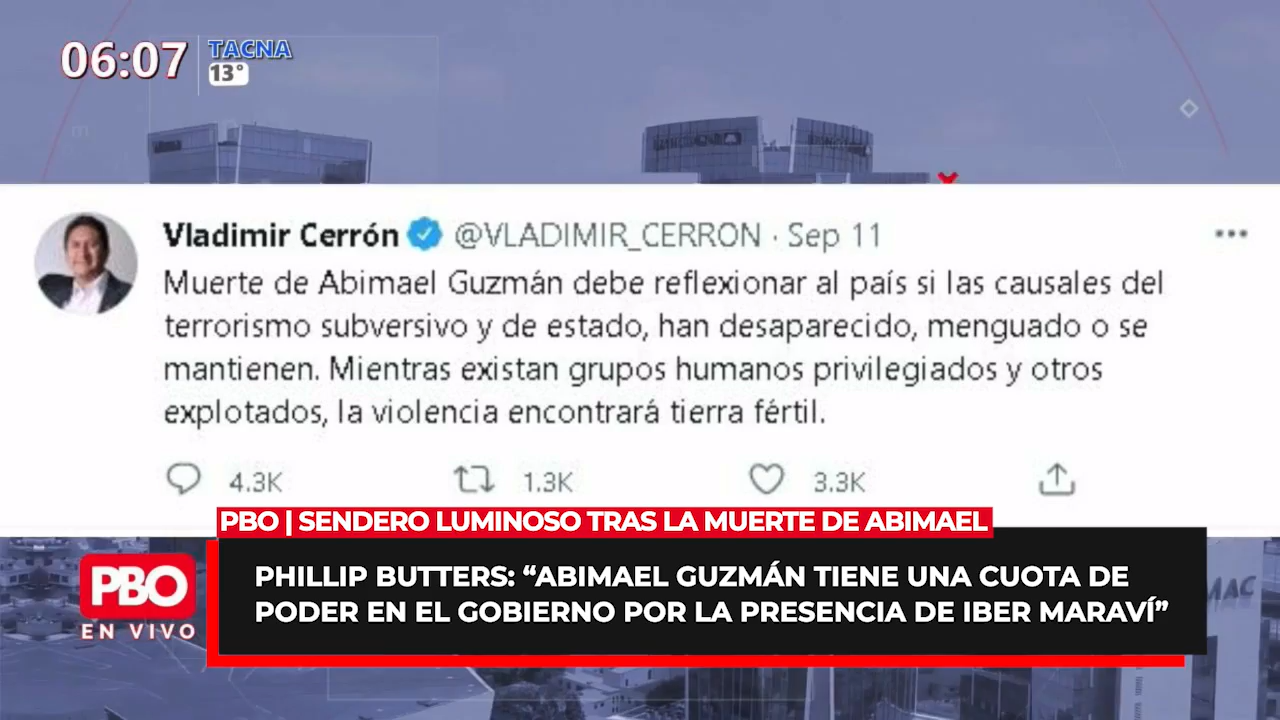 06:07
TACNA
13°
Vladimir Cerrón @VLADIMIR_CERRON · Sep 11
Muerte de Abimael Guzmán debe reflexionar al país si las causales del
terrorismo subversivo y de estado, han desaparecido, menguado o se
mantienen. Mientras existan grupos humanos privilegiados y otros
explotados, la violencia encontrará tierra fértil.
4.3K 1.3K 3.3K
PBO | SENDERO LUMINOSO TRAS LA MUERTE DE ABIMAEL
PHILLIP BUTTERS: “ABIMAEL GUZMÁN TIENE UNA CUOTA DE
PODER EN EL GOBIERNO POR LA PRESENCIA DE IBER MARAVÍ”
PBO
EN VIVO